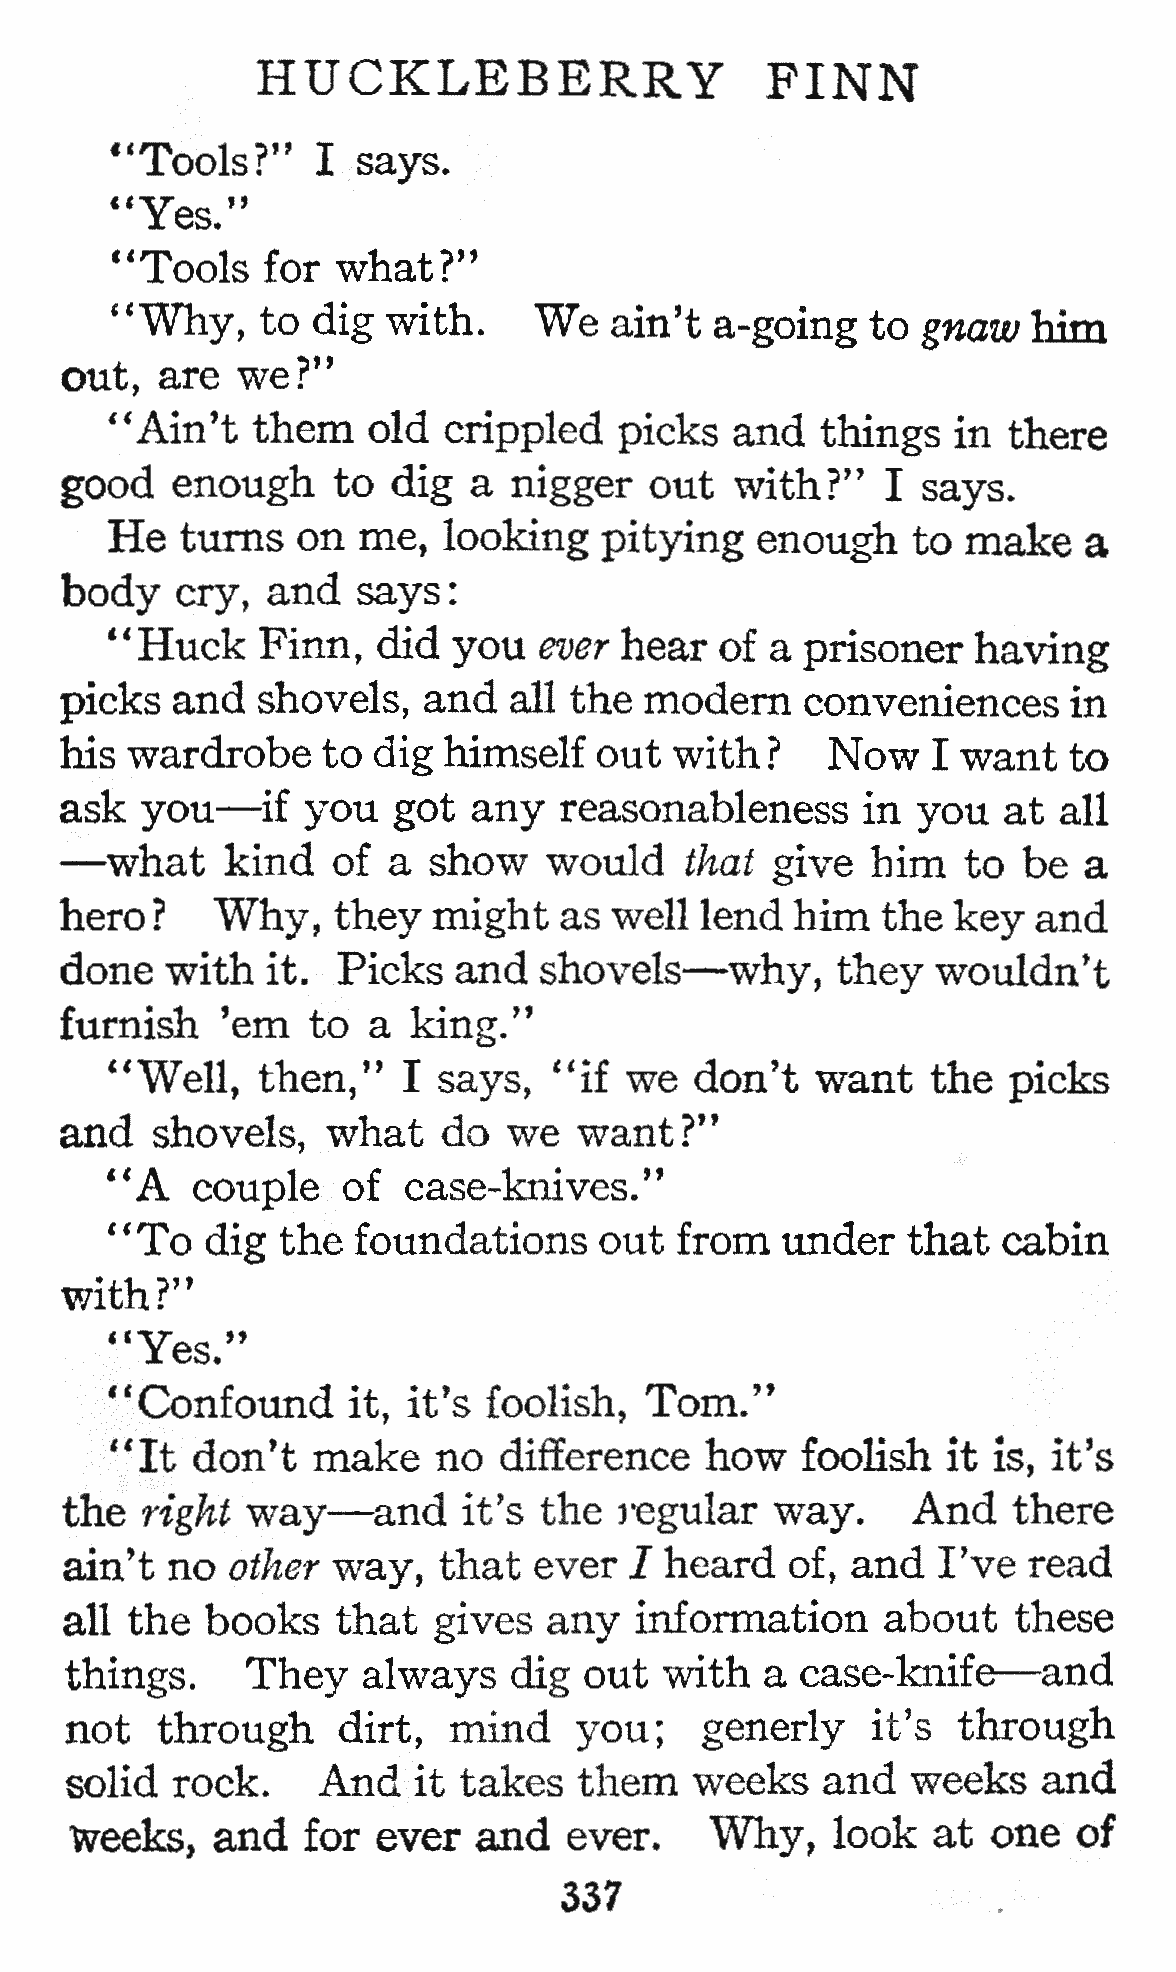 HUCKLEBERRY FINN
"Tools?" I says.
"Yes."
"Tools for what?"
"Why, to dig with. We ain't a-going to gnaw him
out, are we?"
"Ain't them old crippled picks and things in there
good enough to dig a nigger out with?" I says.
He turns on me, looking pitying enough to make a
body cry, and says:
"Huck Finn, did you ever hear of a prisoner having
picks and shovels, and all the modern conveniences in
his wardrobe to dig himself out with? Now I want to
ask you—if you got any reasonableness in you at all
—what kind of a show would that give him to be a
hero? Why, they might as well lend him the key and
done with it. Picks and shovels—why, they wouldn't
furnish 'em to a king."
"Well, then," I says, "if we don't want the picks
and shovels, what do we want?"
"A couple of case-knives."
"To dig the foundations out from under that cabin
with?"
"Yes."
"Confound it, it's foolish, Tom."
"It don't make no difference how foolish it is, it's
the right way—and it's the regular way. And there
ain't no other way, that ever I heard of, and I've read
all the books that gives any information about these
things. They always dig out with a case-knife—and
not through dirt, mind you; generly it's through
solid rock. And it takes them weeks and weeks and
weeks, and for ever and ever. Why, look at one of
337